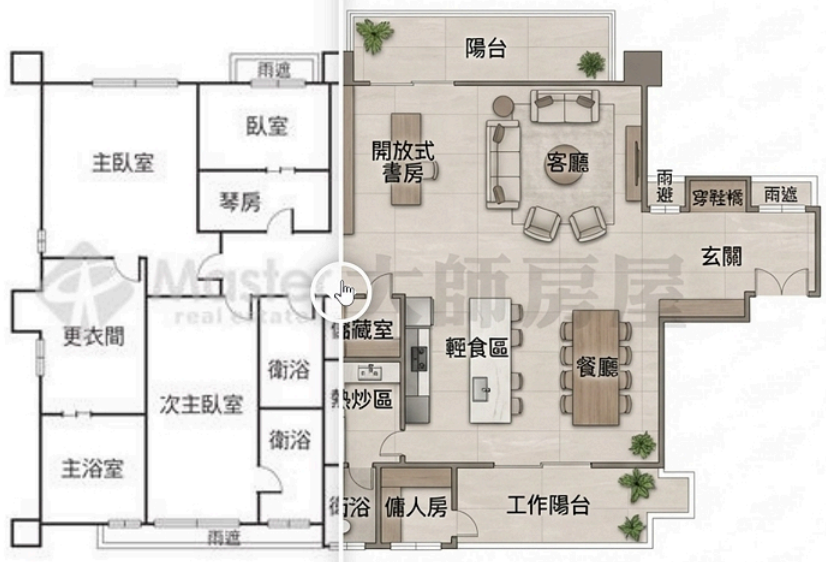 陽台
雨遮
臥室
主臥室
開放式
書房
客廳
琴房
雨
遮
穿鞋櫃
雨遮
玄關
Master 大師房屋
real estate
儲藏室
更衣間
輕食區
衛浴
餐廳
熱炒區
次主臥室
衛浴
主浴室
衛浴
傭人房
工作陽台
雨遮